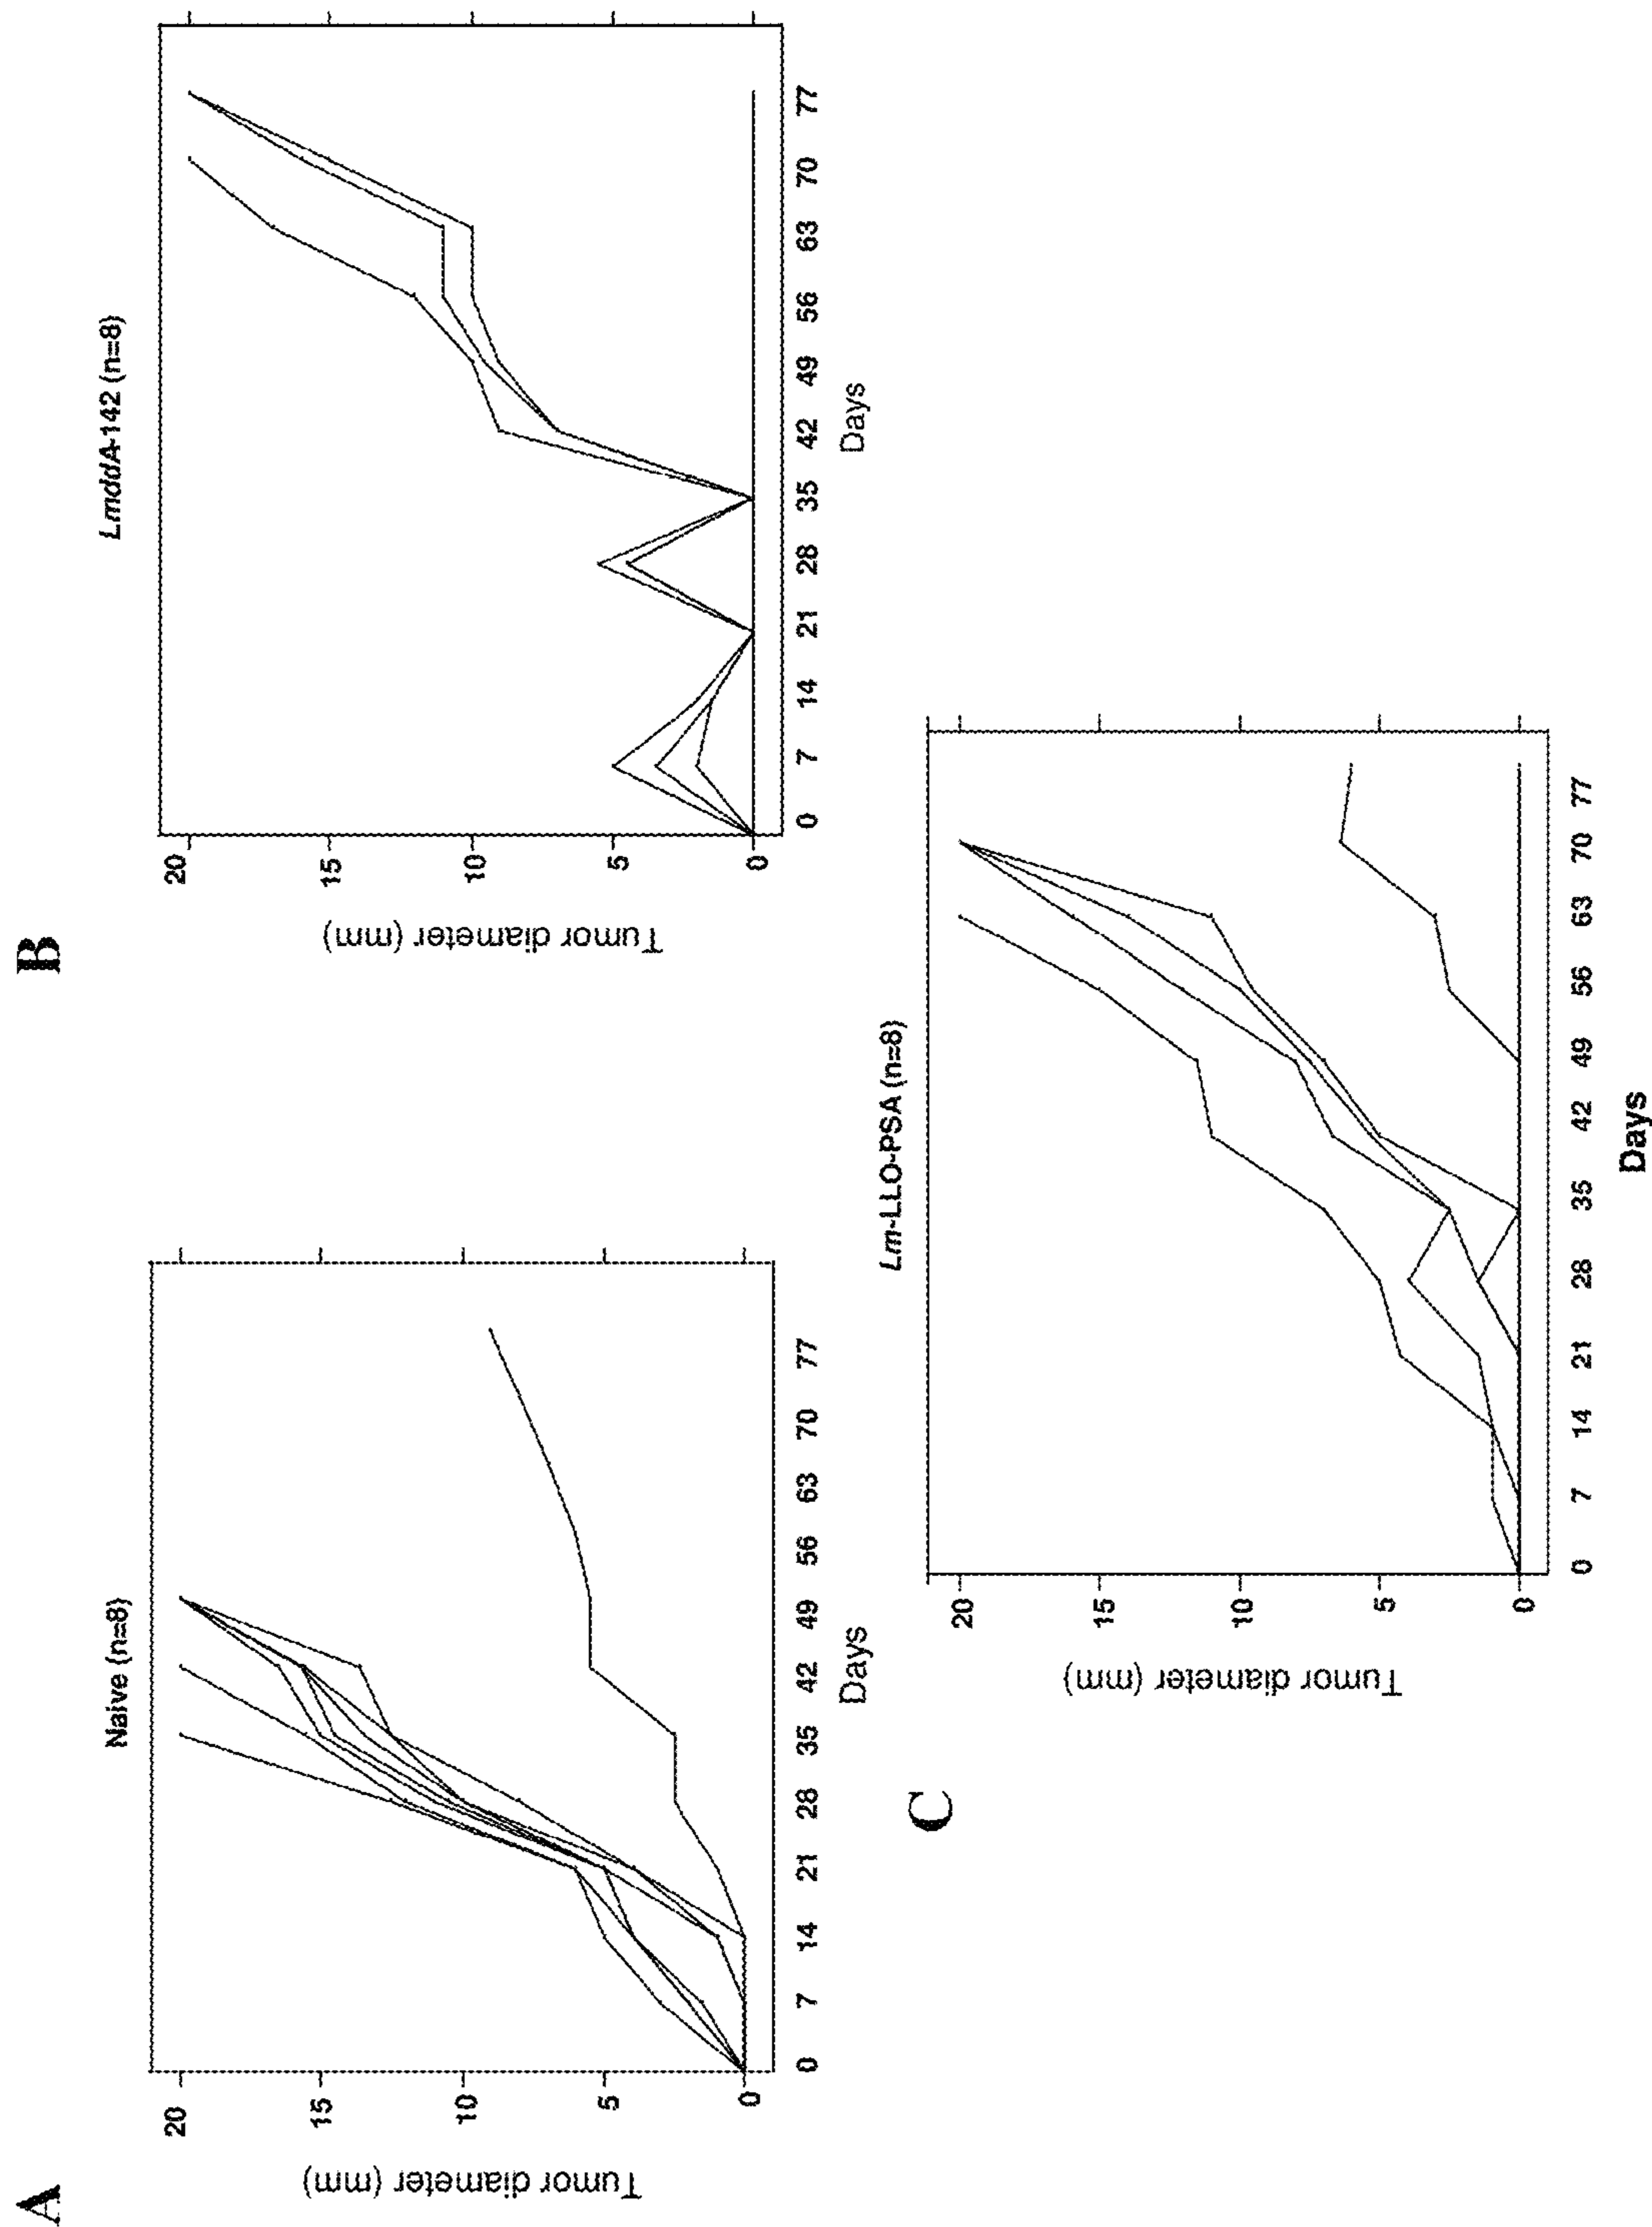 A
Naive (n=8)
Tumor diameter (mm)
20
15
10
5
0
0 7 14 21 28 35 42 49 56 63 70 77
Days
B
LmddA-142 (n=8)
Tumor diameter (mm)
20
15
10
5
0
0 7 14 21 28 35 42 49 56 63 70 77
Days
C
Lm-LLO-PSA (n=8)
Tumor diameter (mm)
20
15
10
5
0
0 7 14 21 28 35 42 49 56 63 70 77
Days